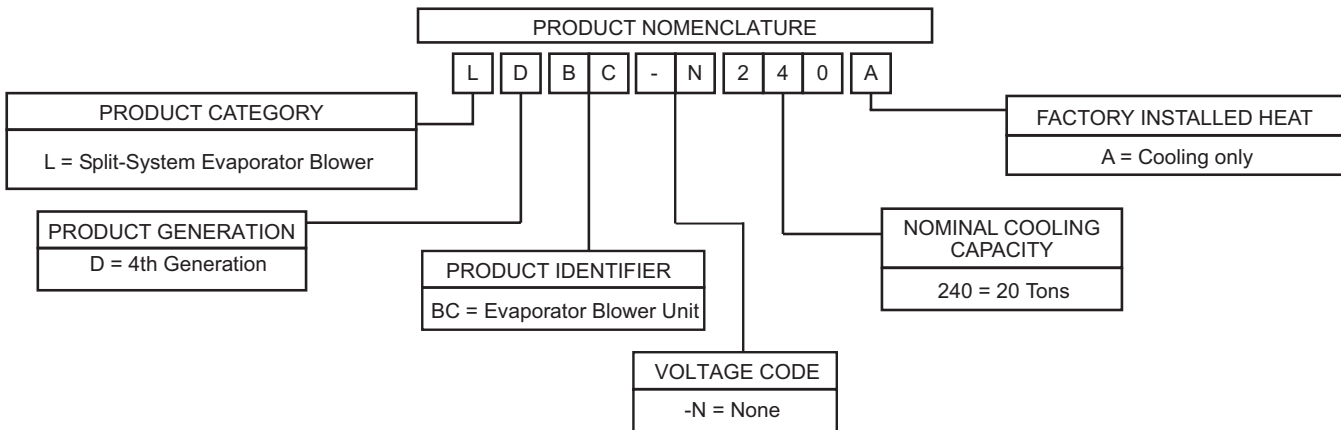 PRODUCT NOMENCLATURE
L D B C - N 2 4 0 A
PRODUCT CATEGORY
L = Split-System Evaporator Blower
FACTORY INSTALLED HEAT
A = Cooling only
PRODUCT GENERATION
D = 4th Generation
PRODUCT IDENTIFIER
BC = Evaporator Blower Unit
NOMINAL COOLING
CAPACITY
240 = 20 Tons
VOLTAGE CODE
-N = None